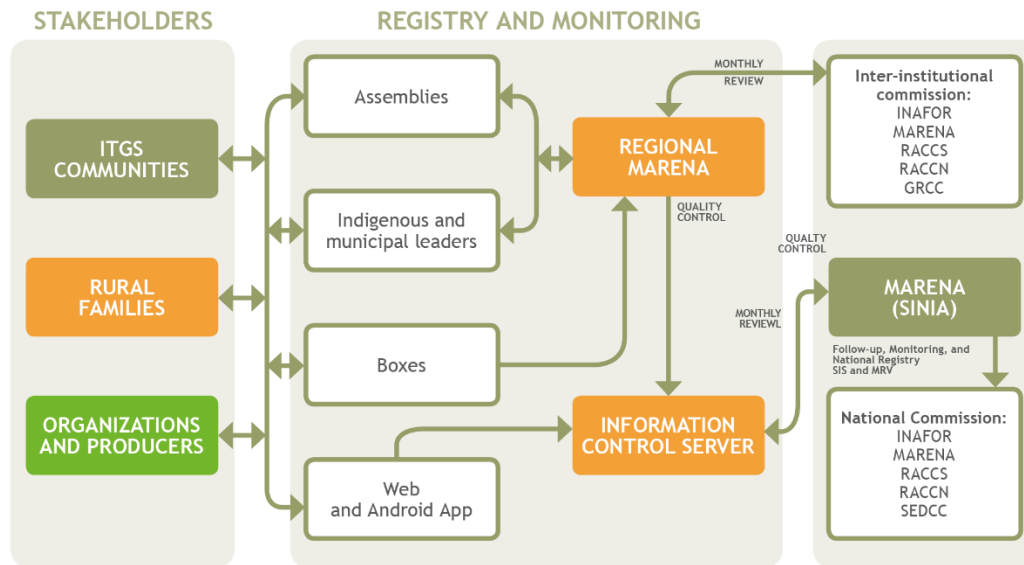 STAKEHOLDERS
REGISTRY AND MONITORING
ITGS
COMMUNITIES
RURAL
FAMILIES
ORGANIZATIONS
AND PRODUCERS
Assemblies
Indigenous and
municipal leaders
Boxes
Web
and Android App
MONTHLY
REVIEW
REGIONAL
MARENA
QUALITY
CONTROL
INFORMATION
CONTROL SERVER
QUALTY
CONTROL
MONTHLY
REVIEWL
Inter-institutional
commission:
INAFOR
MARENA
RACCS
RACCN
GRCC
MARENA
(SINIA)
Follow-up, Monitoring, and
National Registry
SIS and MRV
National Commission:
INAFOR
MARENA
RACCS
RACCN
SEDCC